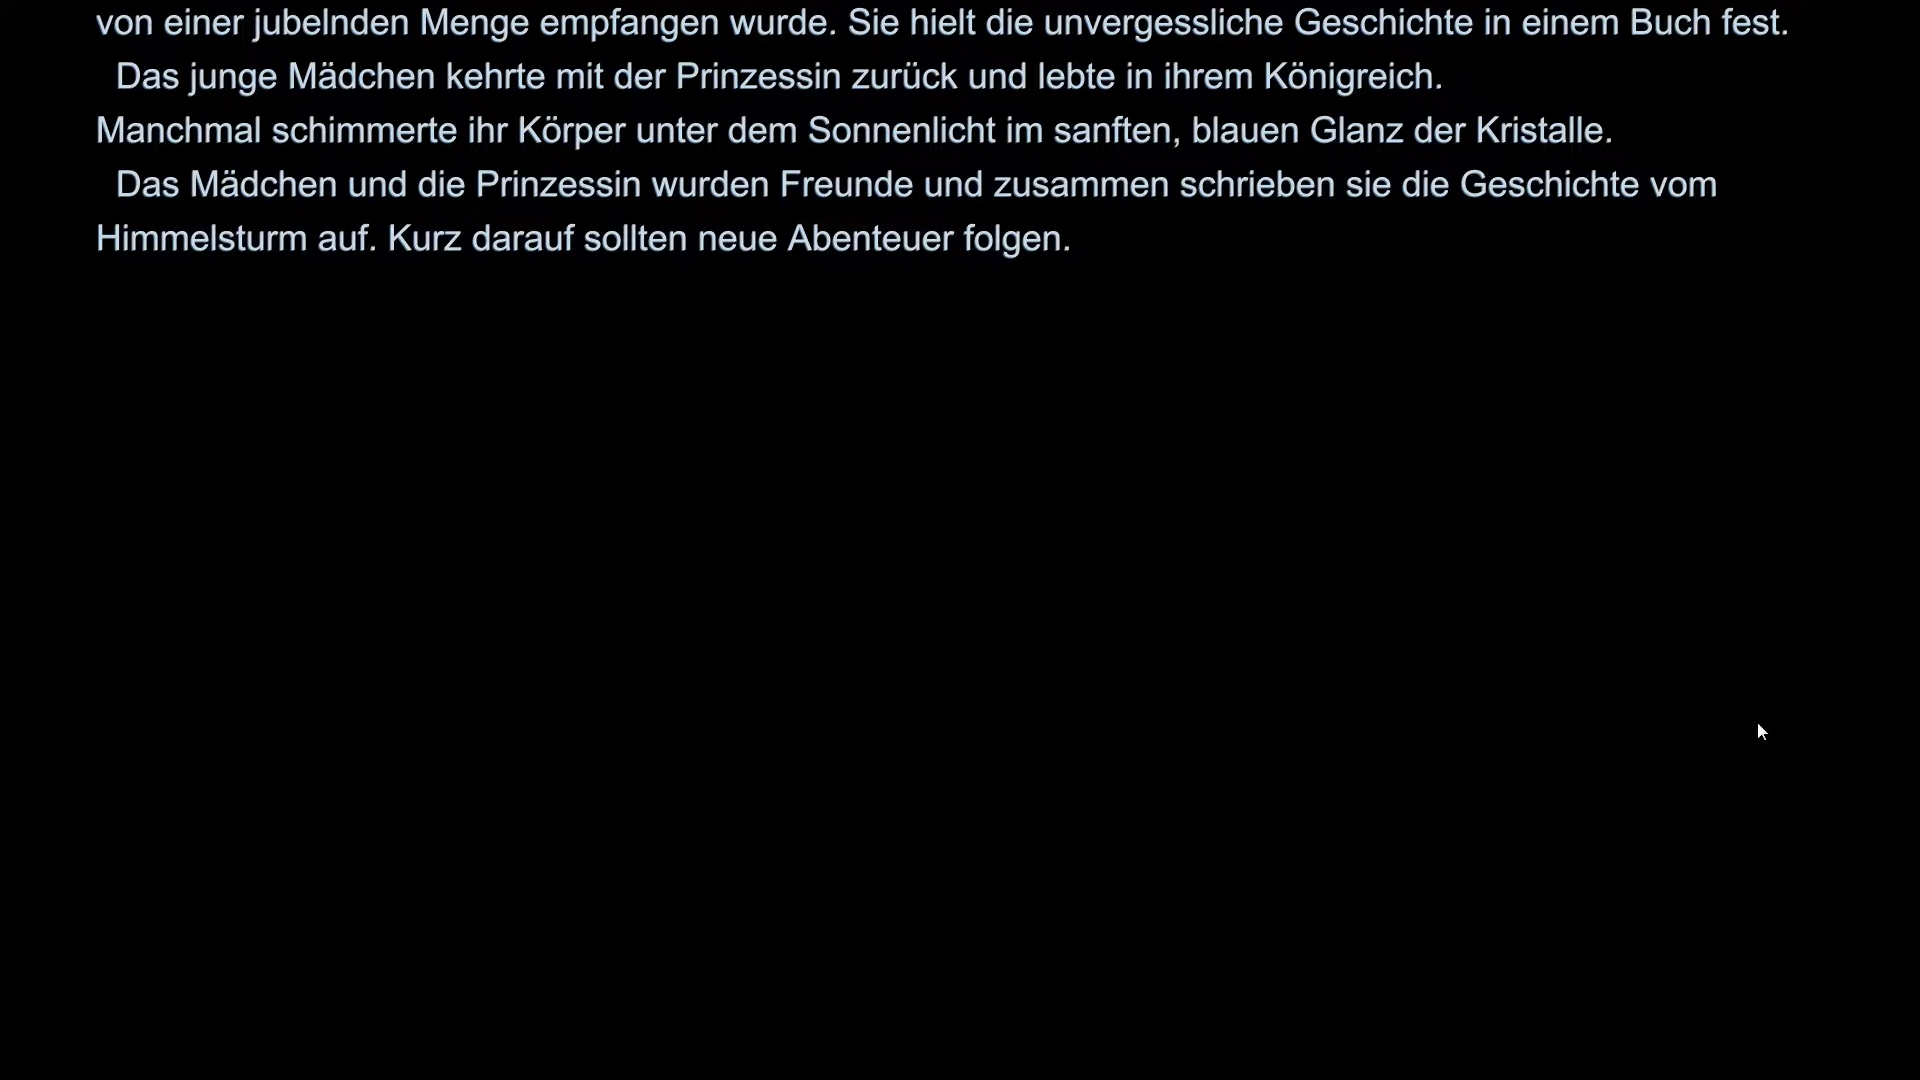 von einer jubelnden Menge empfangen wurde. Sie hielt die unvergessliche Geschichte in einem Buch fest.
Das junge Mädchen kehrte mit der Prinzessin zurück und lebte in ihrem Königreich.
Manchmal schimmerte ihr Körper unter dem Sonnenlicht im sanften, blauen Glanz der Kristalle.
Das Mädchen und die Prinzessin wurden Freunde und zusammen schrieben sie die Geschichte vom
Himmelsturm auf. Kurz darauf sollten neue Abenteuer folgen.